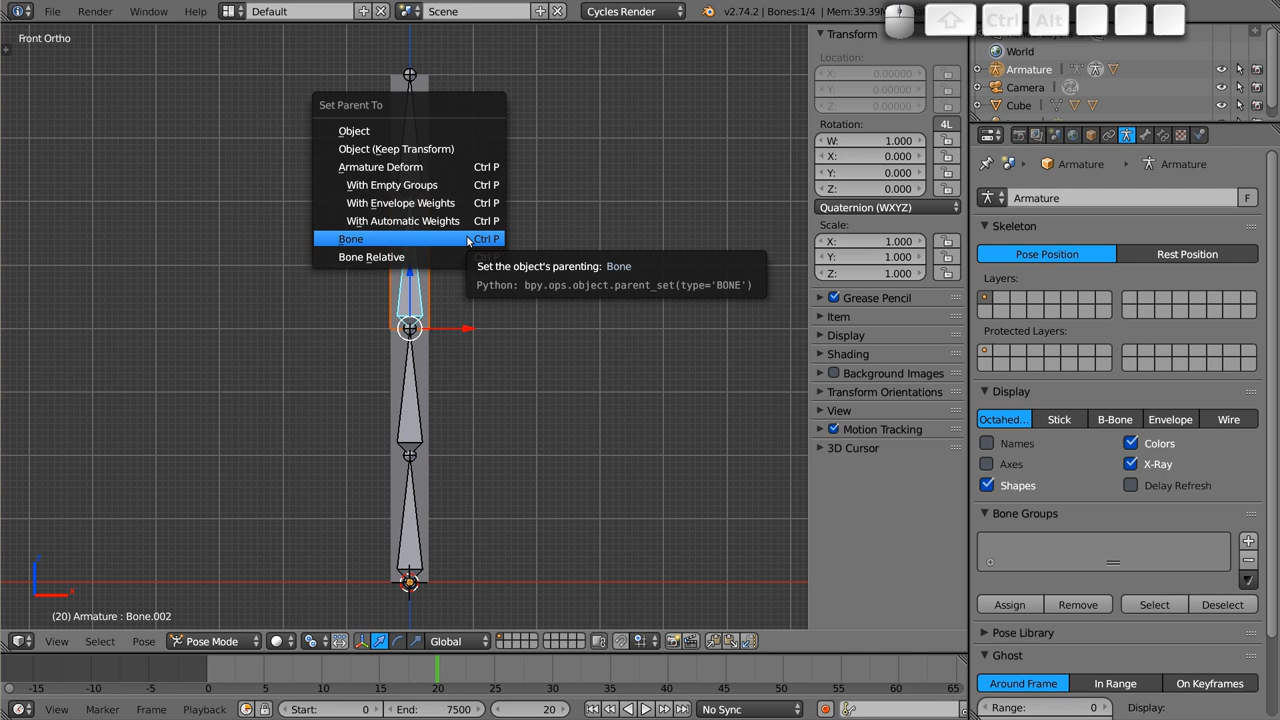 File Render Window Help Default Scene Cycles Render v2.74.2 | Bones:1/4 | Mem:39.39M
Ctrl Alt
Front Ortho
Set Parent To
Object
Object (Keep Transform)
Armature Deform Ctrl P
With Empty Groups Ctrl P
With Envelope Weights Ctrl P
With Automatic Weights Ctrl P
Bone Ctrl P
Bone Relative Ctrl P
Set the object's parenting: Bone
Python: bpy.ops.object.parent_set(type='BONE')
(20) Armature : Bone.002
Transform
Location:
X: 0.00000
Y: 0.00000
Z: 0.00000
Rotation: 4L
W: 1.000
X: 0.000
Y: 0.000
Z: 0.000
Quaternion (WXYZ)
Scale:
X: 1.000
Y: 1.000
Z: 1.000
Grease Pencil
Item
Display
Shading
Background Images
Transform Orientations
View
Motion Tracking
3D Cursor
World
Armature
Camera
Cube
Armature Armature
Armature F
Skeleton
Pose Position Rest Position
Layers:
Protected Layers:
Display
Octahed... Stick B-Bone Envelope Wire
Names Colors
Axes X-Ray
Shapes Delay Refresh
Bone Groups
Assign Remove Select Deselect
Pose Library
Ghost
Around Frame In Range On Keyframes
Range: 0 Display:
View Select Pose Pose Mode Global
-15 -10 -5 0 5 10 15 20 25 30 35 40 45 50 55 60 65
View Marker Frame Playback Start: 0 End: 7500 20 No Sync